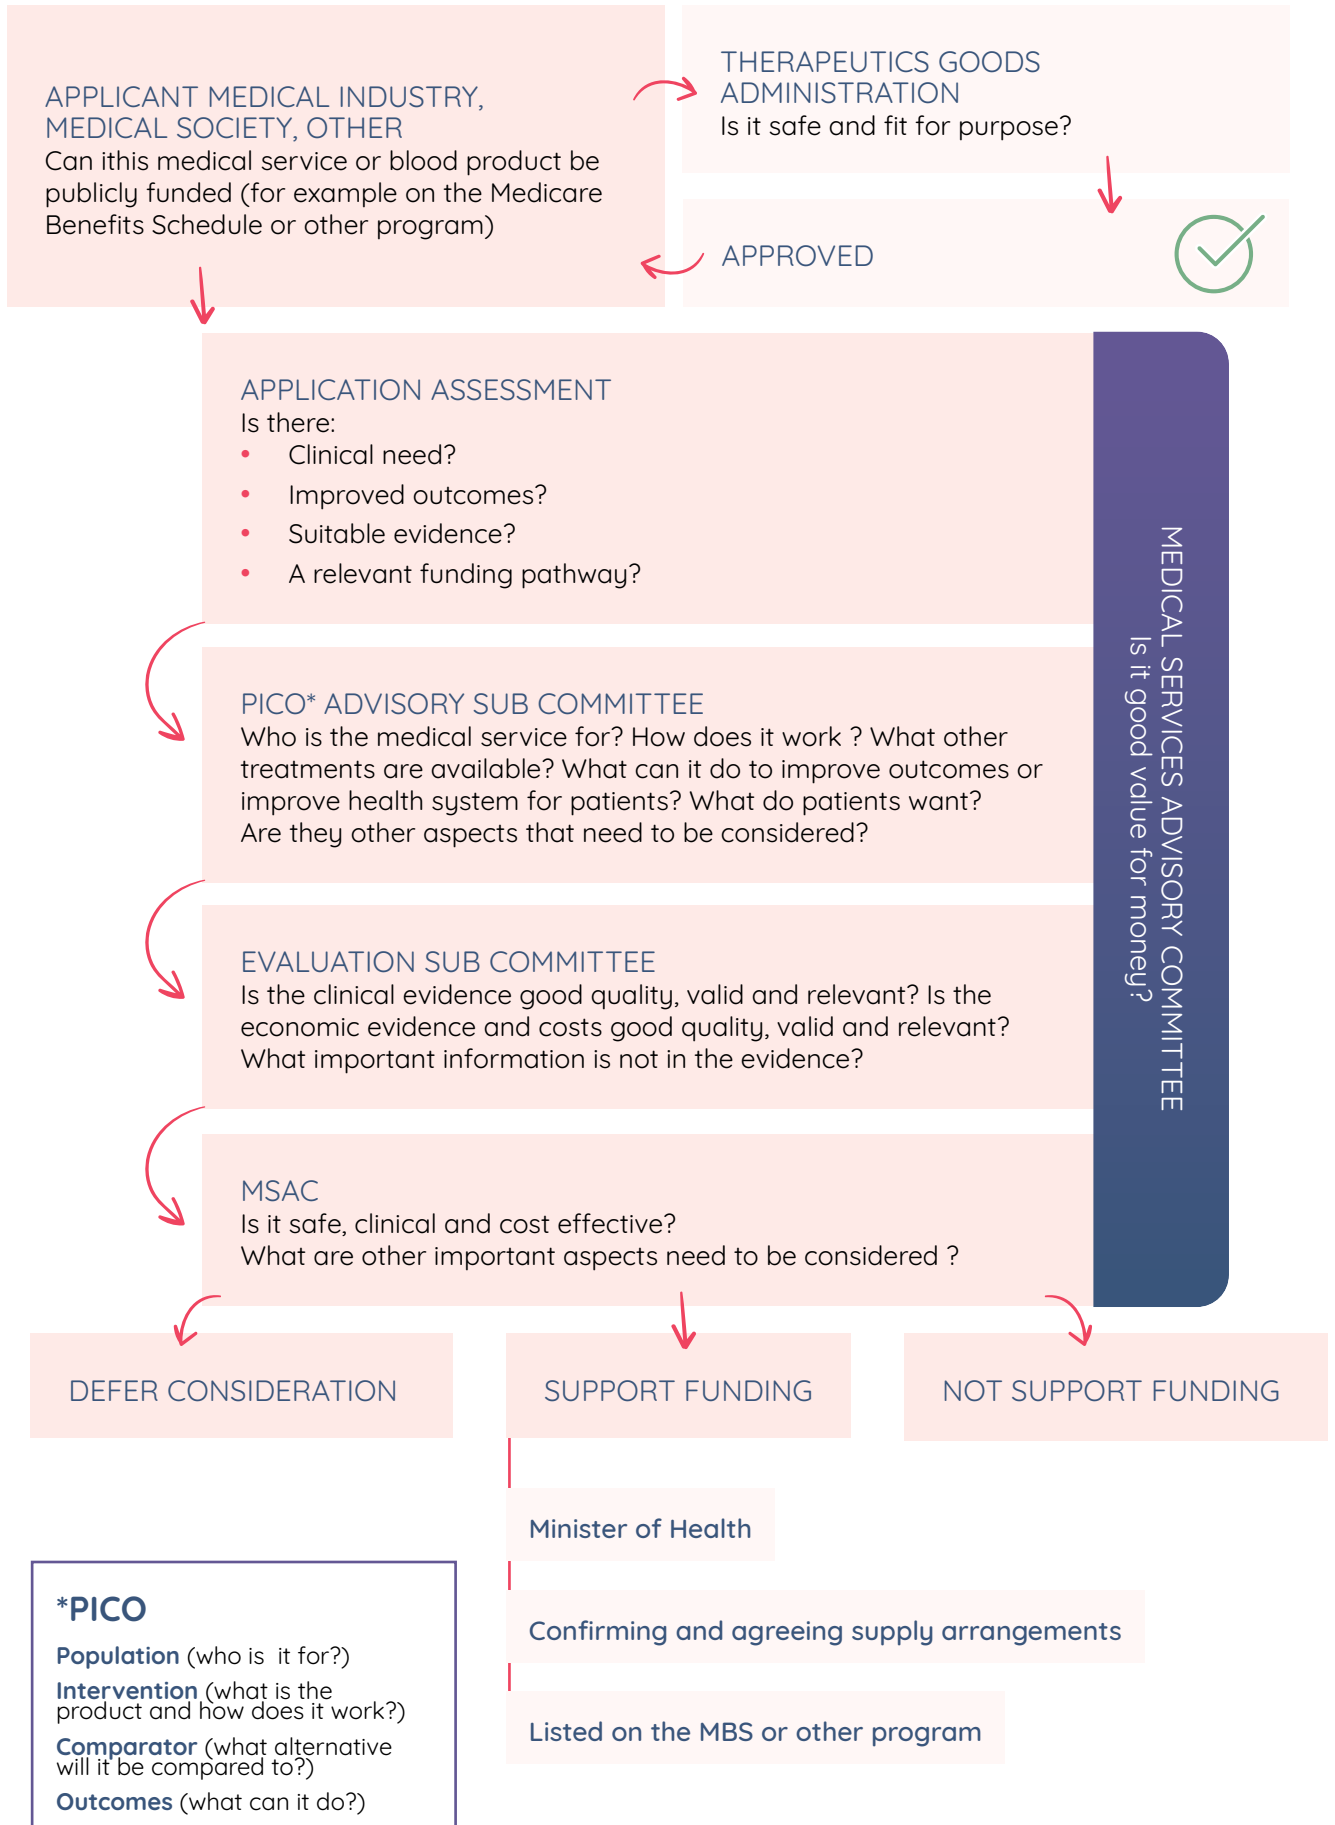 APPLICANT MEDICAL INDUSTRY,
MEDICAL SOCIETY, OTHER
Can ithis medical service or blood product be
publicly funded (for example on the Medicare
Benefits Schedule or other program)
THERAPEUTICS GOODS
ADMINISTRATION
Is it safe and fit for purpose?
APPROVED
APPLICATION ASSESSMENT
Is there:
• Clinical need?
• Improved outcomes?
• Suitable evidence?
• A relevant funding pathway?
PICO* ADVISORY SUB COMMITTEE
Who is the medical service for? How does it work ? What other
treatments are available? What can it do to improve outcomes or
improve health system for patients? What do patients want?
Are they other aspects that need to be considered?
EVALUATION SUB COMMITTEE
Is the clinical evidence good quality, valid and relevant? Is the
economic evidence and costs good quality, valid and relevant?
What important information is not in the evidence?
MSAC
Is it safe, clinical and cost effective?
What are other important aspects need to be considered ?
MEDICAL SERVICES ADVISORY COMMITTEE
Is it good value for money?
DEFER CONSIDERATION
SUPPORT FUNDING
NOT SUPPORT FUNDING
Minister of Health
Confirming and agreeing supply arrangements
Listed on the MBS or other program
*PICO
Population (who is it for?)
Intervention (what is the
product and how does it work?)
Comparator (what alternative
will it be compared to?)
Outcomes (what can it do?)